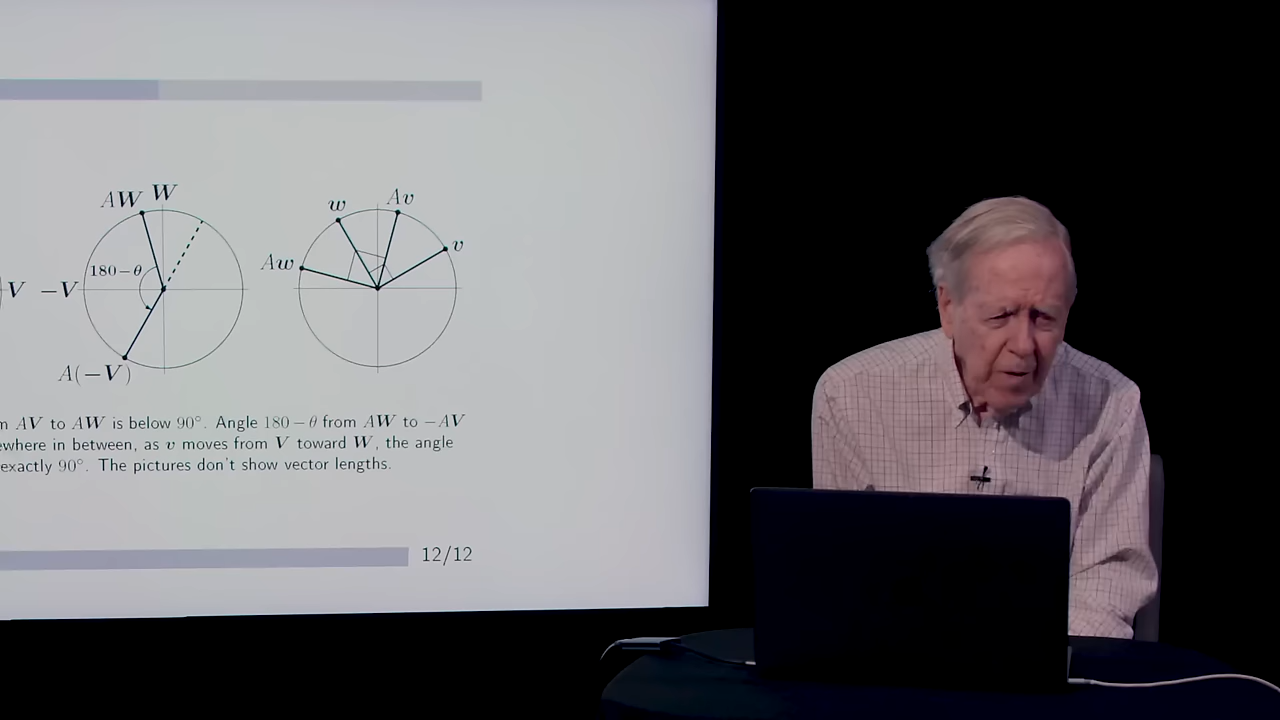 AW W
w
Av
v
Aw
180 − θ
V
−V
A(−V)
AV to AW is below 90°. Angle 180 − θ from AW to −AV
in between, as v moves from V toward W, the angle
exactly 90°. The pictures don't show vector lengths.
12/12